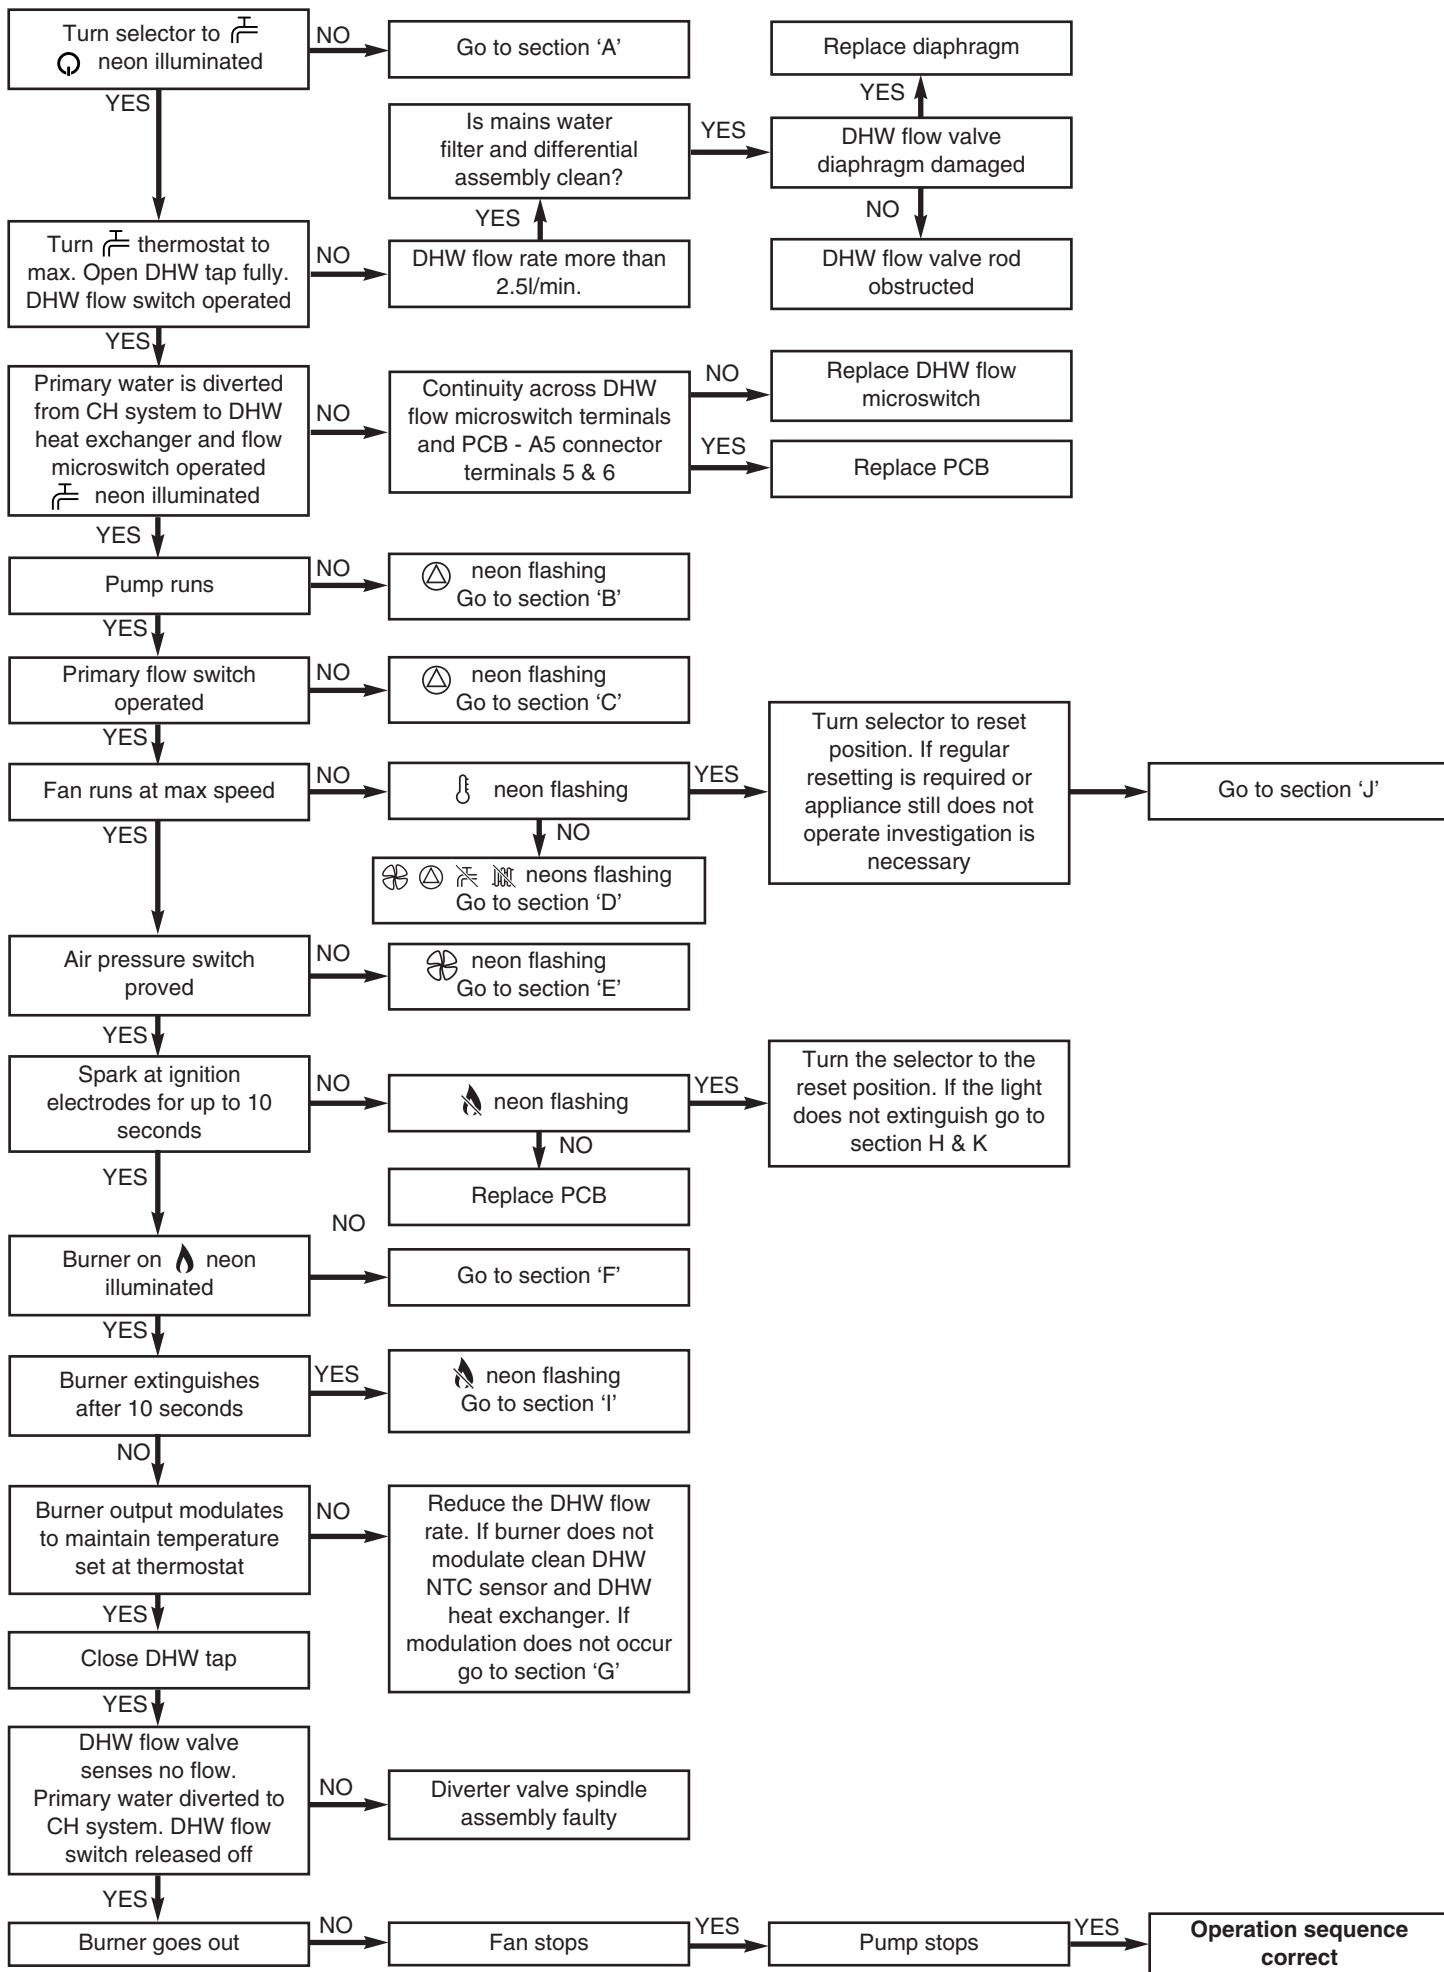 Turn selector to
neon illuminated
NO
Go to section ‘A’
Replace diaphragm
YES
YES
Is mains water
filter and differential
assembly clean?
YES
DHW flow valve
diaphragm damaged
YES
NO
Turn thermostat to
max. Open DHW tap fully.
DHW flow switch operated
NO
DHW flow rate more than
2.5l/min.
DHW flow valve rod
obstructed
YES
Primary water is diverted
from CH system to DHW
heat exchanger and flow
microswitch operated
neon illuminated
NO
Continuity across DHW
flow microswitch terminals
and PCB - A5 connector
terminals 5 & 6
NO
Replace DHW flow
microswitch
YES
Replace PCB
YES
Pump runs
NO
neon flashing
Go to section ‘B’
YES
Primary flow switch
operated
NO
neon flashing
Go to section ‘C’
YES
Fan runs at max speed
NO
neon flashing
YES
Turn selector to reset
position. If regular
resetting is required or
appliance still does not
operate investigation is
necessary
Go to section ‘J’
YES
NO
neons flashing
Go to section ‘D’
Air pressure switch
proved
NO
neon flashing
Go to section ‘E’
YES
Spark at ignition
electrodes for up to 10
seconds
NO
neon flashing
YES
Turn the selector to the
reset position. If the light
does not extinguish go to
section H & K
YES
NO
Replace PCB
NO
Burner on neon
illuminated
Go to section ‘F’
YES
Burner extinguishes
after 10 seconds
YES
neon flashing
Go to section ‘I’
NO
Burner output modulates
to maintain temperature
set at thermostat
NO
Reduce the DHW flow
rate. If burner does not
modulate clean DHW
NTC sensor and DHW
heat exchanger. If
modulation does not occur
go to section ‘G’
YES
Close DHW tap
YES
DHW flow valve
senses no flow.
Primary water diverted to
CH system. DHW flow
switch released off
NO
Diverter valve spindle
assembly faulty
YES
Burner goes out
NO
Fan stops
YES
Pump stops
YES
Operation sequence
correct